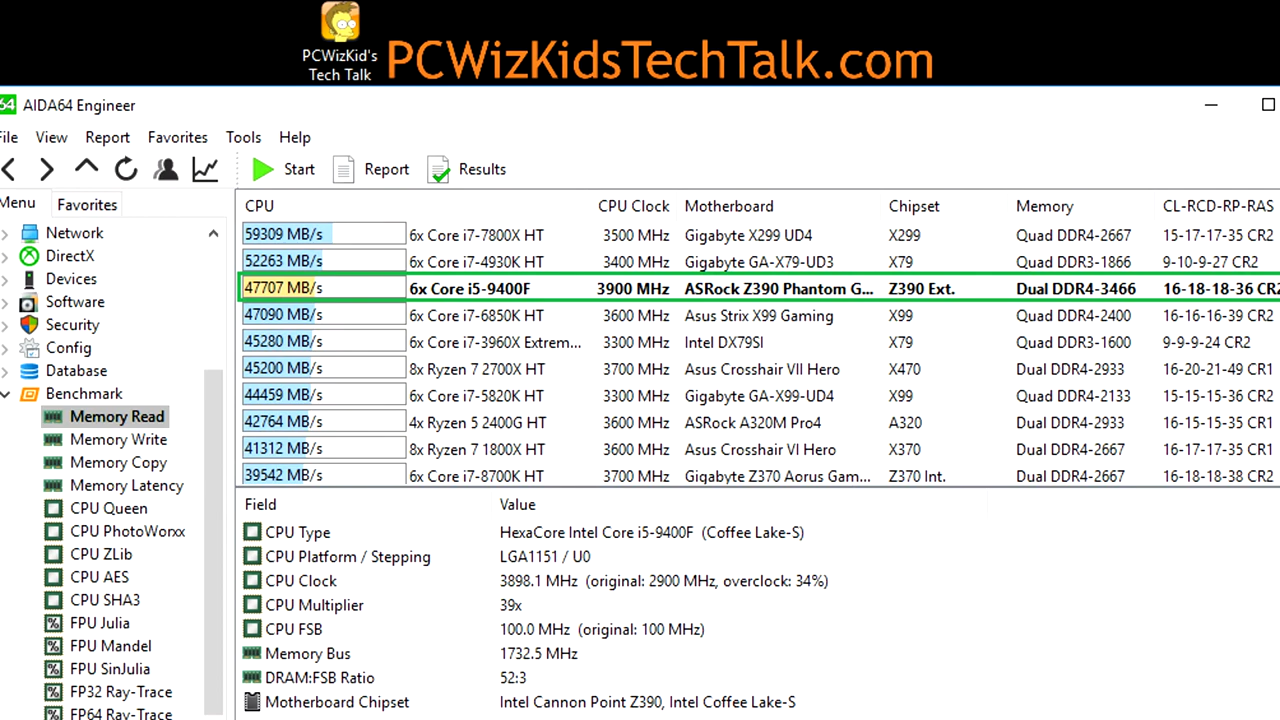 PCWizKid's
Tech Talk
PCWizKidsTechTalk.com
64 AIDA64 Engineer
File View Report Favorites Tools Help
Start Report Results
Menu Favorites
Network
DirectX
Devices
Software
Security
Config
Database
Benchmark
Memory Read
Memory Write
Memory Copy
Memory Latency
CPU Queen
CPU PhotoWorxx
CPU ZLib
CPU AES
CPU SHA3
FPU Julia
FPU Mandel
FPU SinJulia
FP32 Ray-Trace
FP64 Ray-Trace
CPU CPU Clock Motherboard Chipset Memory CL-RCD-RP-RAS
59309 MB/s 6x Core i7-7800X HT 3500 MHz Gigabyte X299 UD4 X299 Quad DDR4-2667 15-17-17-35 CR2
52263 MB/s 6x Core i7-4930K HT 3400 MHz Gigabyte GA-X79-UD3 X79 Quad DDR3-1866 9-10-9-27 CR2
47707 MB/s 6x Core i5-9400F 3900 MHz ASRock Z390 Phantom G... Z390 Ext. Dual DDR4-3466 16-18-18-36 CR2
47090 MB/s 6x Core i7-6850K HT 3600 MHz Asus Strix X99 Gaming X99 Quad DDR4-2400 16-16-16-39 CR2
45280 MB/s 6x Core i7-3960X Extrem... 3300 MHz Intel DX79SI X79 Quad DDR3-1600 9-9-9-24 CR2
45200 MB/s 8x Ryzen 7 2700X HT 3700 MHz Asus Crosshair VII Hero X470 Dual DDR4-2933 16-20-21-49 CR1
44459 MB/s 6x Core i7-5820K HT 3300 MHz Gigabyte GA-X99-UD4 X99 Quad DDR4-2133 15-15-15-36 CR2
42764 MB/s 4x Ryzen 5 2400G HT 3600 MHz ASRock A320M Pro4 A320 Dual DDR4-2933 16-15-15-35 CR1
41312 MB/s 8x Ryzen 7 1800X HT 3600 MHz Asus Crosshair VI Hero X370 Dual DDR4-2667 16-17-17-35 CR1
39542 MB/s 6x Core i7-8700K HT 3700 MHz Gigabyte Z370 Aorus Gam... Z370 Int. Dual DDR4-2667 16-18-18-38 CR2
Field Value
CPU Type HexaCore Intel Core i5-9400F (Coffee Lake-S)
CPU Platform / Stepping LGA1151 / U0
CPU Clock 3898.1 MHz (original: 2900 MHz, overclock: 34%)
CPU Multiplier 39x
CPU FSB 100.0 MHz (original: 100 MHz)
Memory Bus 1732.5 MHz
DRAM:FSB Ratio 52:3
Motherboard Chipset Intel Cannon Point Z390, Intel Coffee Lake-S